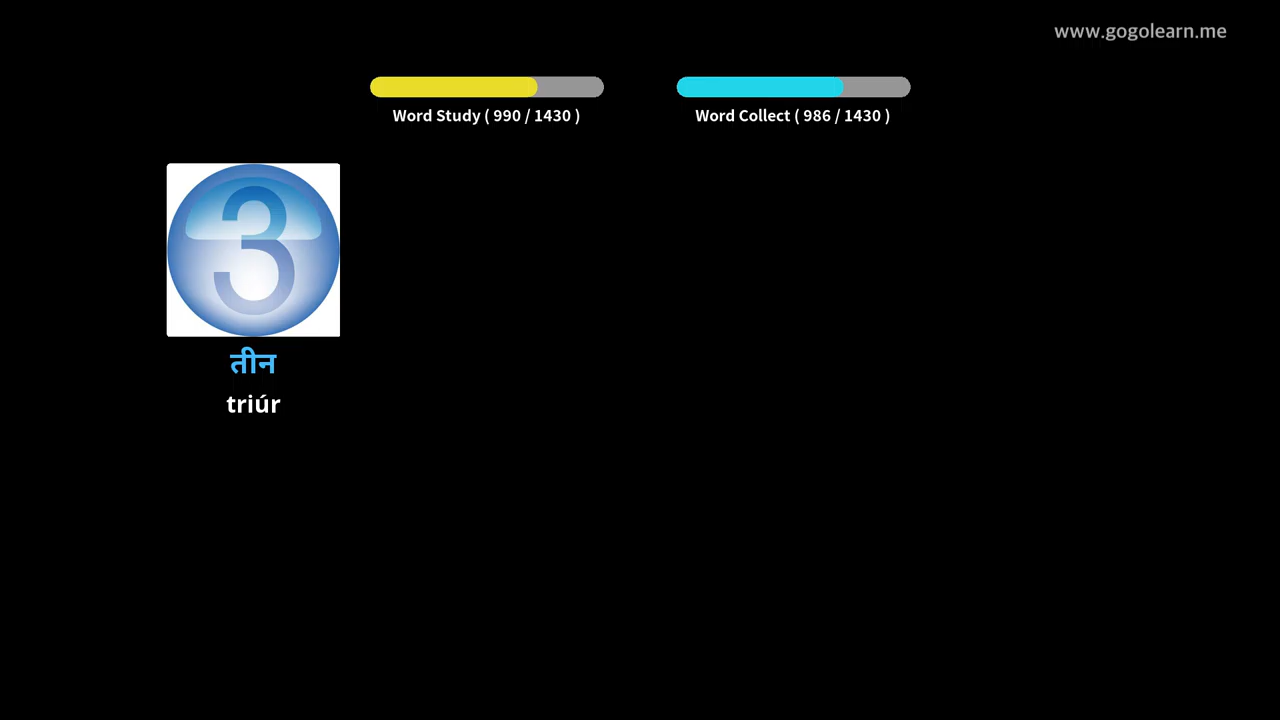 www.gogolearn.me
Word Study ( 990 / 1430 )
Word Collect ( 986 / 1430 )
3
तीन
triúr